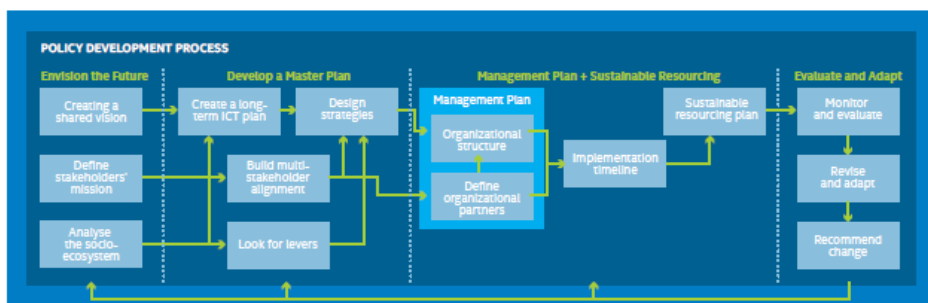 POLICY DEVELOPMENT PROCESS
Envision the Future
Develop a Master Plan
Management Plan + Sustainable Resourcing
Evaluate and Adapt
Creating a
shared vision
Define
stakeholders'
mission
Analyse
the socio-
ecosystem
Create a long-
term ICT plan
Design
strategies
Build multi-
stakeholder
alignment
Look for levers
Management Plan
Organizational
structure
Define
organizational
partners
Implementation
timeline
Sustainable
resourcing plan
Monitor
and evaluate
Revise
and adapt
Recommend
change